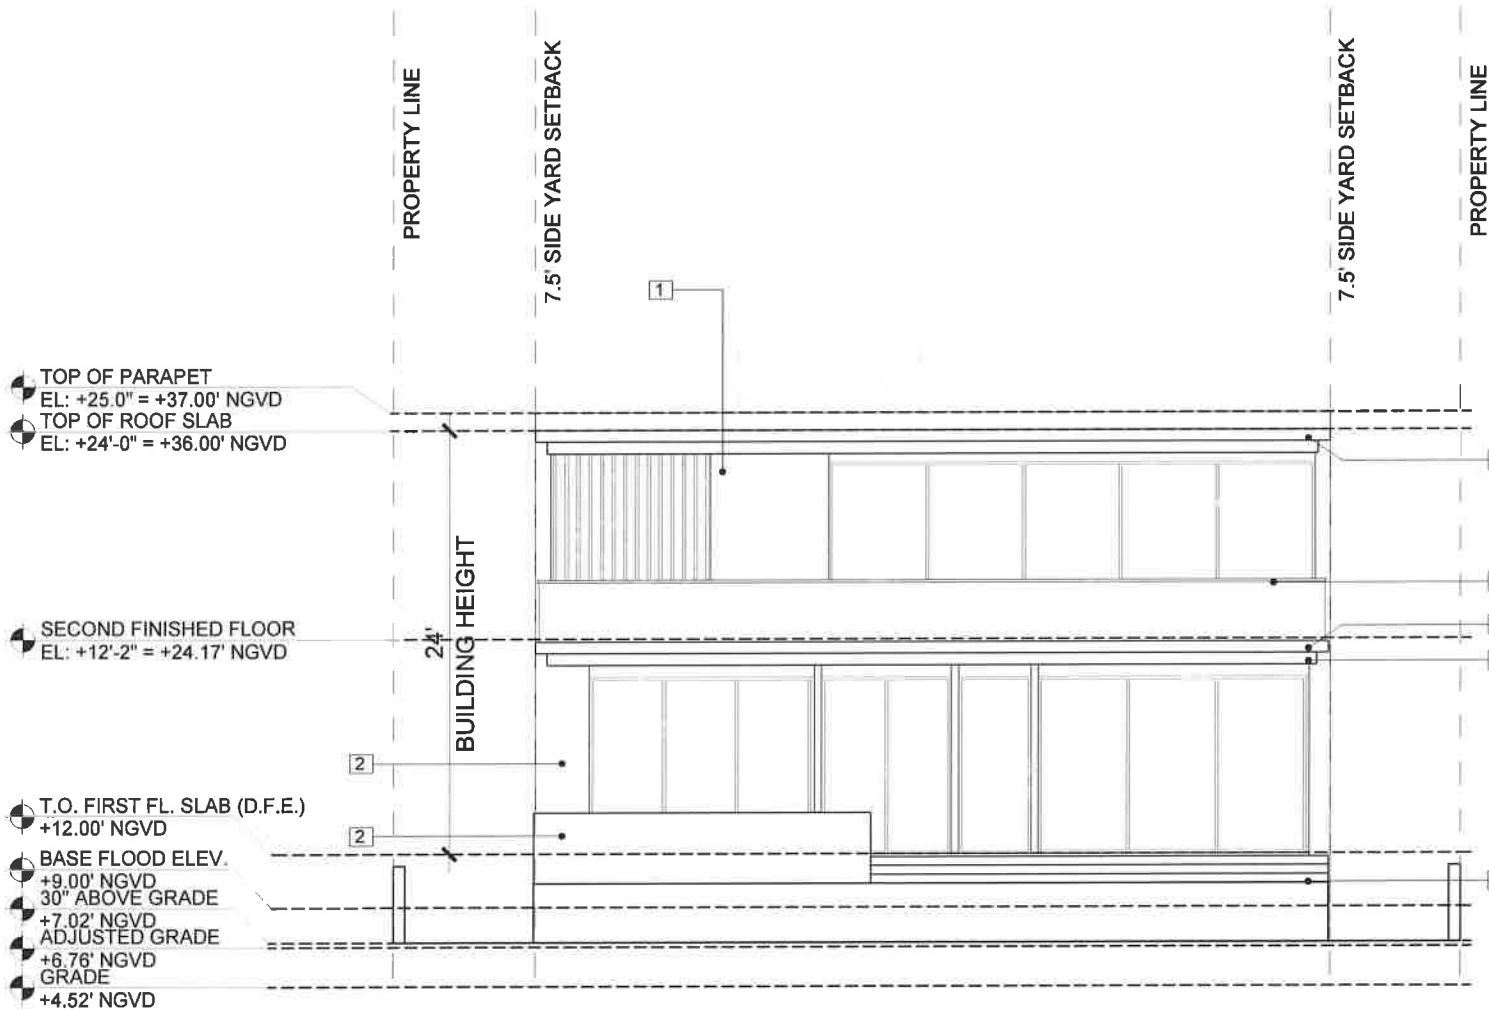 PROPERTY LINE
7.5' SIDE YARD SETBACK
7.5' SIDE YARD SETBACK
PROPERTY LINE
1
TOP OF PARAPET
EL: +25.0" = +37.00' NGVD
TOP OF ROOF SLAB
EL: +24'-0" = +36.00' NGVD
24'
BUILDING HEIGHT
SECOND FINISHED FLOOR
EL: +12'-2" = +24.17' NGVD
2
T.O. FIRST FL. SLAB (D.F.E.)
+12.00' NGVD
2
BASE FLOOD ELEV.
+9.00' NGVD
30" ABOVE GRADE
+7.02' NGVD
ADJUSTED GRADE
+6.76' NGVD
GRADE
+4.52' NGVD